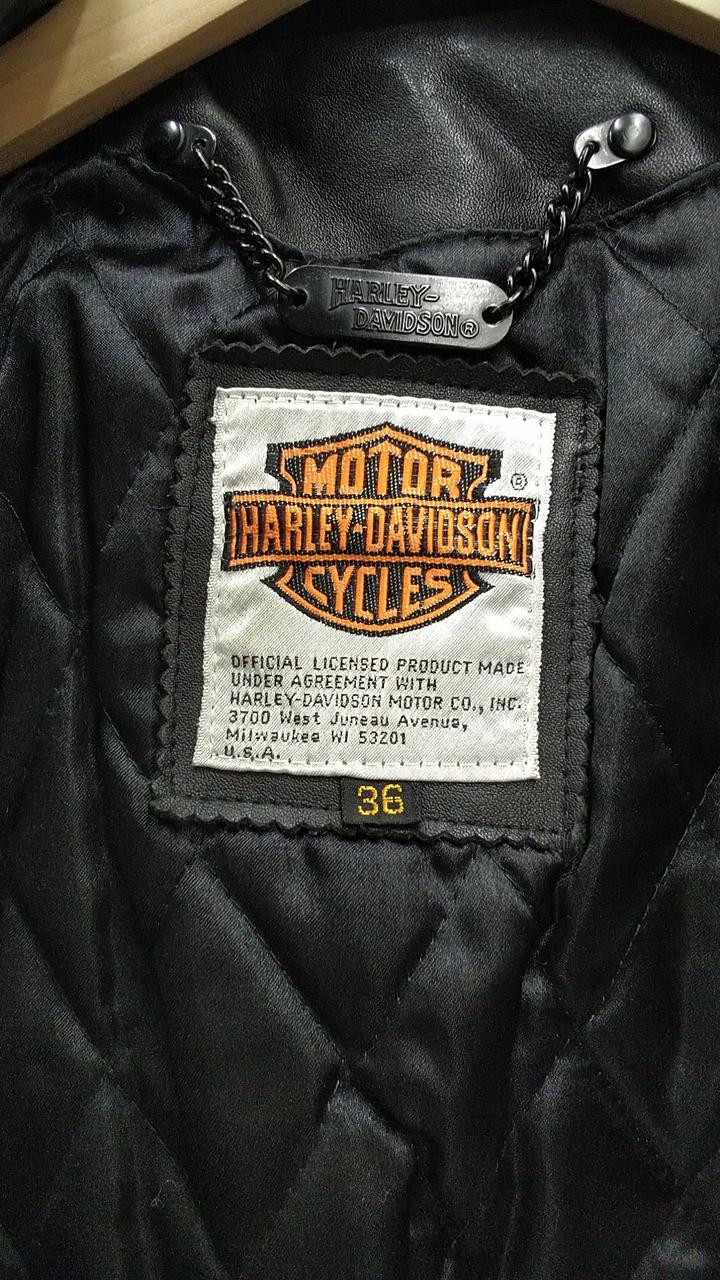 HARLEY-
DAVIDSON®
MOTOR ®
HARLEY-DAVIDSON
CYCLES
OFFICIAL LICENSED PRODUCT MADE
UNDER AGREEMENT WITH
HARLEY-DAVIDSON MOTOR CO., INC.
3700 West Juneau Avenue,
Milwaukee WI 53201
U.S.A.
36